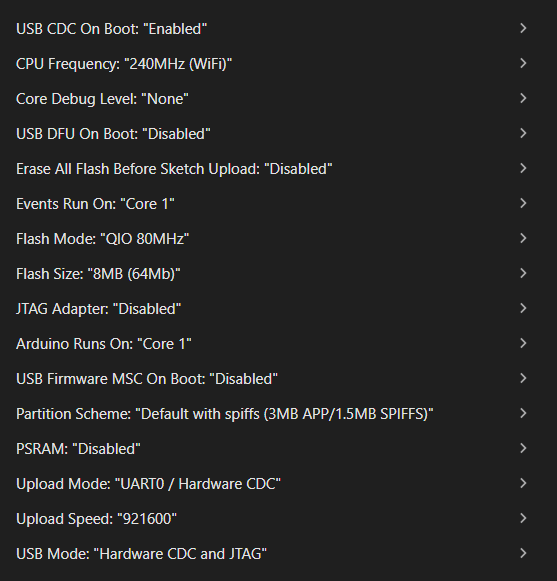 USB CDC On Boot: "Enabled"
CPU Frequency: "240MHz (WiFi)"
Core Debug Level: "None"
USB DFU On Boot: "Disabled"
Erase All Flash Before Sketch Upload: "Disabled"
Events Run On: "Core 1"
Flash Mode: "QIO 80MHz"
Flash Size: "8MB (64Mb)"
JTAG Adapter: "Disabled"
Arduino Runs On: "Core 1"
USB Firmware MSC On Boot: "Disabled"
Partition Scheme: "Default with spiffs (3MB APP/1.5MB SPIFFS)"
PSRAM: "Disabled"
Upload Mode: "UART0 / Hardware CDC"
Upload Speed: "921600"
USB Mode: "Hardware CDC and JTAG"